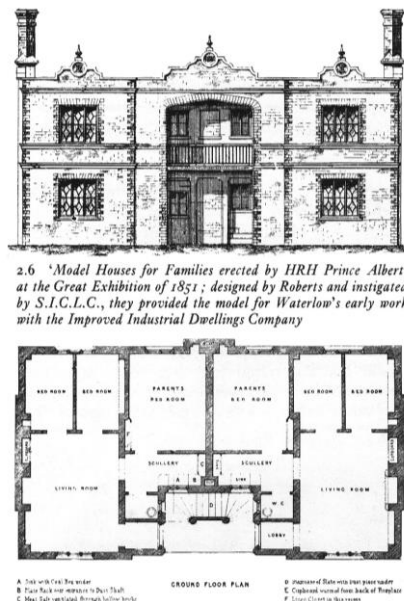 2.6 ‘Model Houses for Families erected by HRH Prince Albert
at the Great Exhibition of 1851; designed by Roberts and instigated
by S.I.C.L.C., they provided the model for Waterlow's early work
with the Improved Industrial Dwellings Company
BED ROOM BED ROOM PARENTS BED ROOM PARENTS BED ROOM BED ROOM BED ROOM
SCULLERY SCULLERY
LIVING ROOM LIVING ROOM
A B C
D
W C
LOBBY
A Sink with Coal Box under
B Plate Rack over entrance to Dust Shaft
C Meat Safe ventilated through hollow bricks
GROUND FLOOR PLAN
D Staircase of Slate with Dust place under
E Cupboard warmed from back of Fireplace
F Linen Closet in this recess